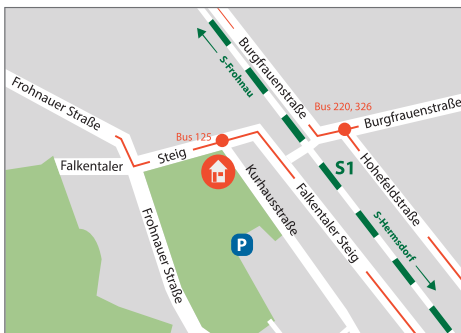 S-Frohnau
Burgfrauenstraße
Bus 220, 326
Burgfrauenstraße
Frohnauer Straße
Bus 125
Steig
Falkentaler
S1
Hohefeldstraße
Kurhausstraße
Falkentaler Steig
Frohnauer Straße
S-Hermsdorf
P